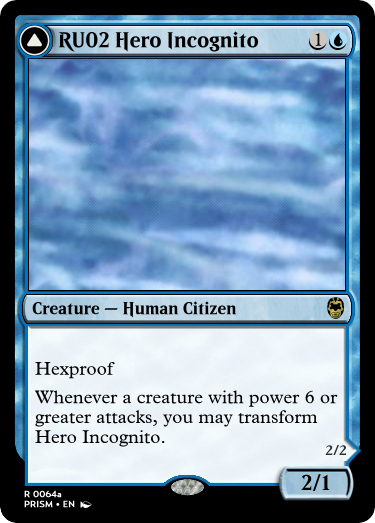 RU02 Hero Incognito 1
Creature — Human Citizen
Hexproof
Whenever a creature with power 6 or
greater attacks, you may transform
Hero Incognito.
2/2
2/1
R 0064a
PRISM • EN